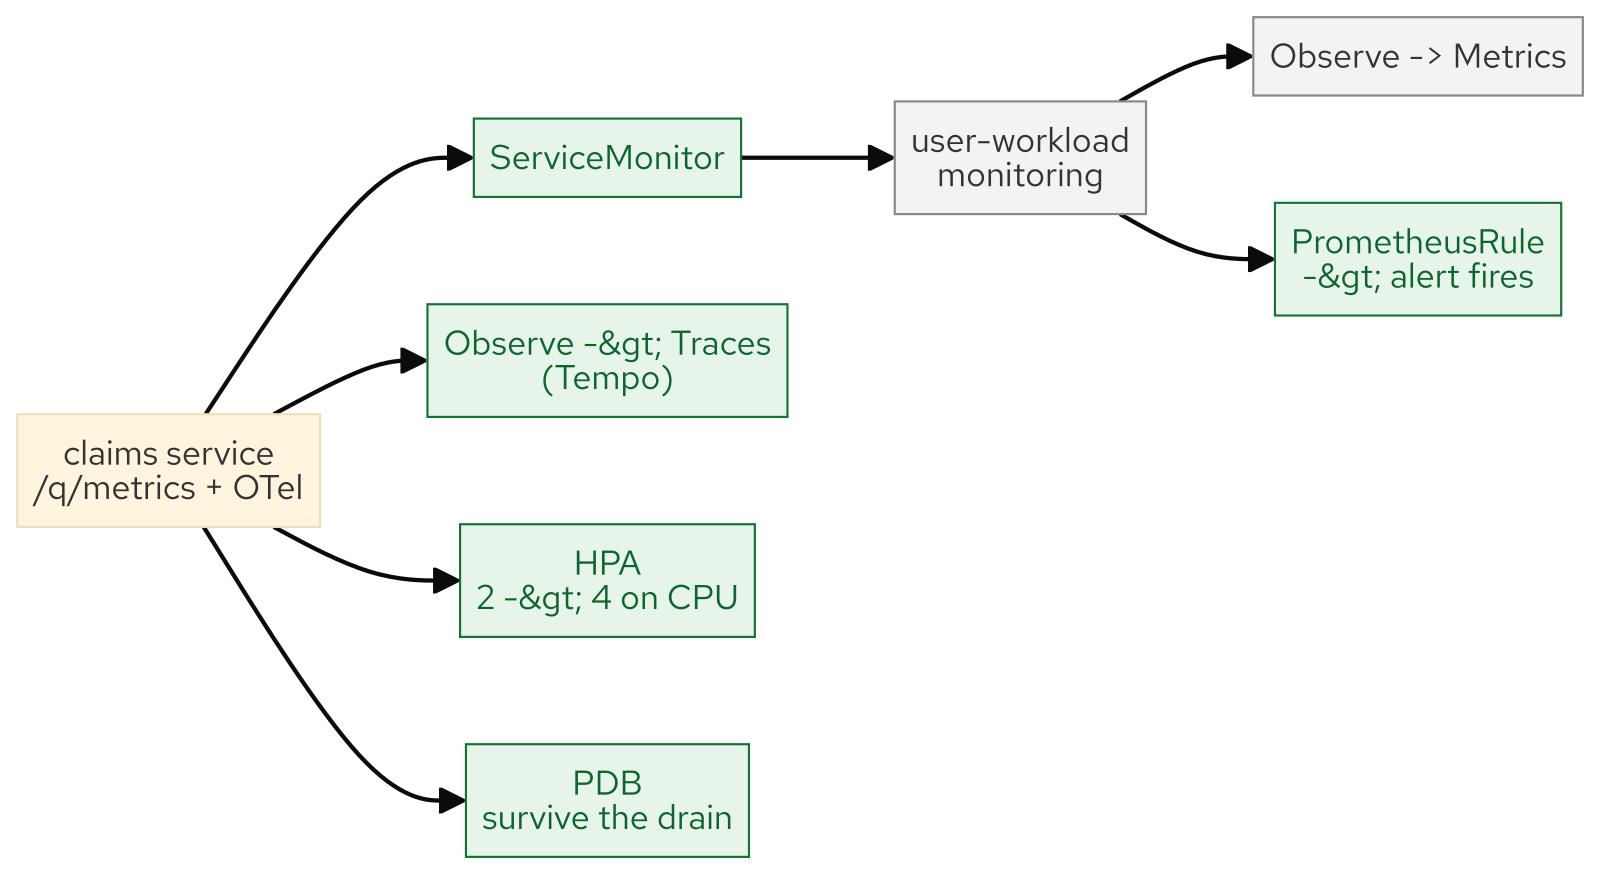 claims service
/q/metrics + OTel
ServiceMonitor
Observe -&gt; Traces
(Tempo)
HPA
2 -&gt; 4 on CPU
PDB
survive the drain
user-workload
monitoring
Observe -> Metrics
PrometheusRule
-&gt; alert fires